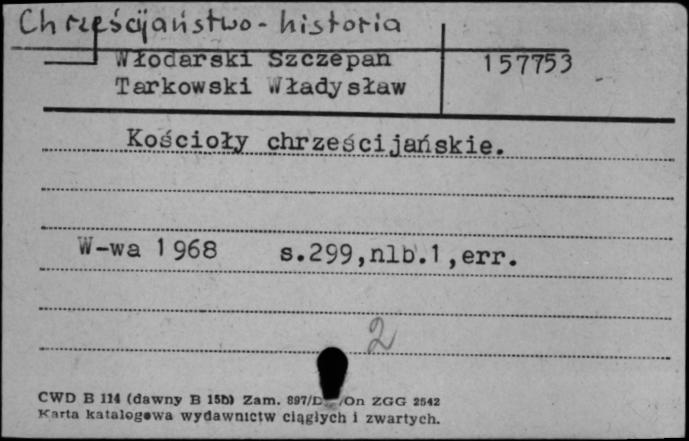 Chrześcijaństwo - historia
Włodarski Szczepan 157753
Tarkowski Władysław
Kościoły chrześcijańskie.
W-wa 1968 s.299,nlb.1,err.
2
CWD B 114 (dawny B 15b) Zam. 897/D /On ZGG 2542
Karta katalogowa wydawnictw ciągłych i zwartych.